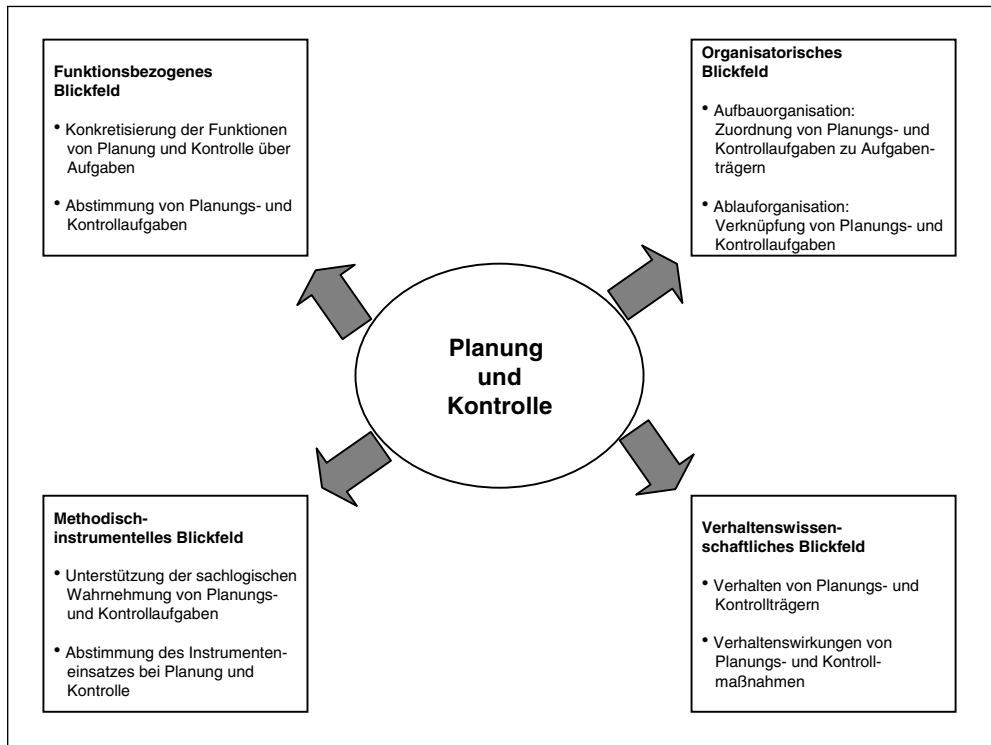 Funktionsbezogenes
Blickfeld
• Konkretisierung der Funktionen
von Planung und Kontrolle über
Aufgaben
• Abstimmung von Planungs- und
Kontrollaufgaben
Organisatorisches
Blickfeld
• Aufbauorganisation:
Zuordnung von Planungs- und
Kontrollaufgaben zu Aufgaben-
trägern
• Ablauforganisation:
Verknüpfung von Planungs- und
Kontrollaufgaben
Planung
und
Kontrolle
Methodisch-
instrumentelles Blickfeld
• Unterstützung der sachlogischen
Wahrnehmung von Planungs-
und Kontrollaufgaben
• Abstimmung des Instrumenten-
einsatzes bei Planung und
Kontrolle
Verhaltenswissen-
schaftliches Blickfeld
• Verhalten von Planungs- und
Kontrollträgern
• Verhaltenswirkungen von
Planungs- und Kontroll-
maßnahmen